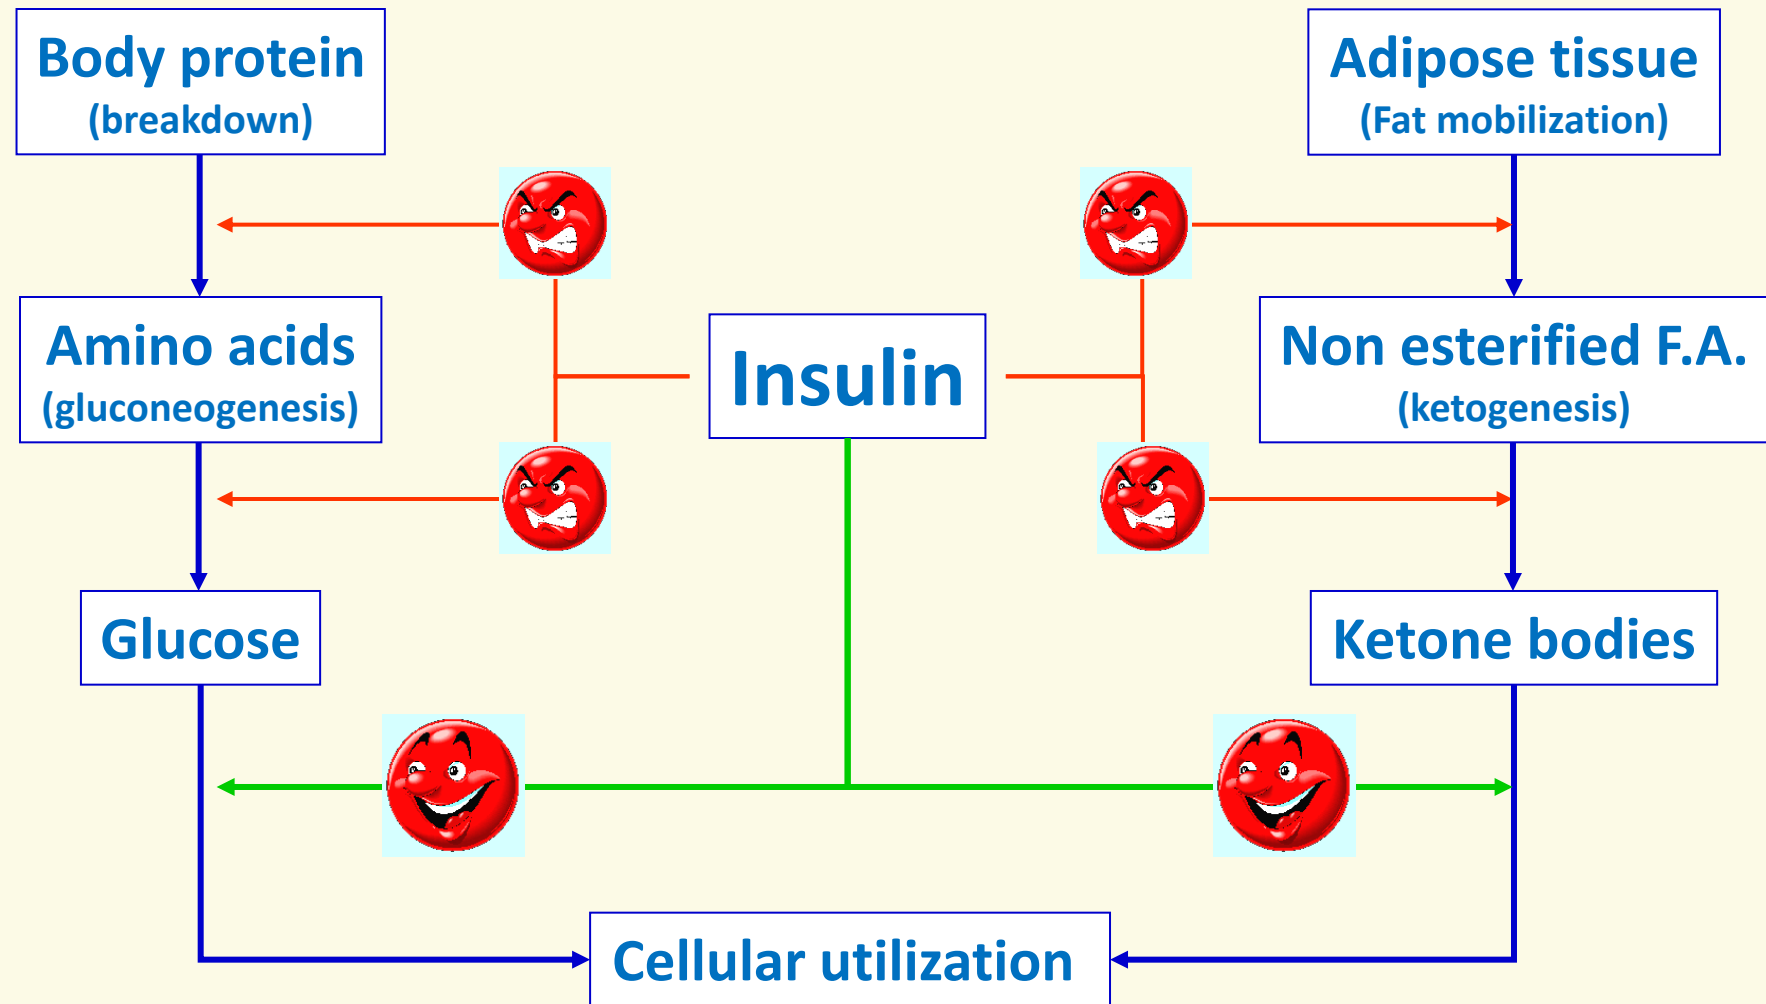 Body protein
(breakdown)
Adipose tissue
(Fat mobilization)
Amino acids
(gluconeogenesis)
Insulin
Non esterified F.A.
(ketogenesis)
Glucose
Ketone bodies
Cellular utilization